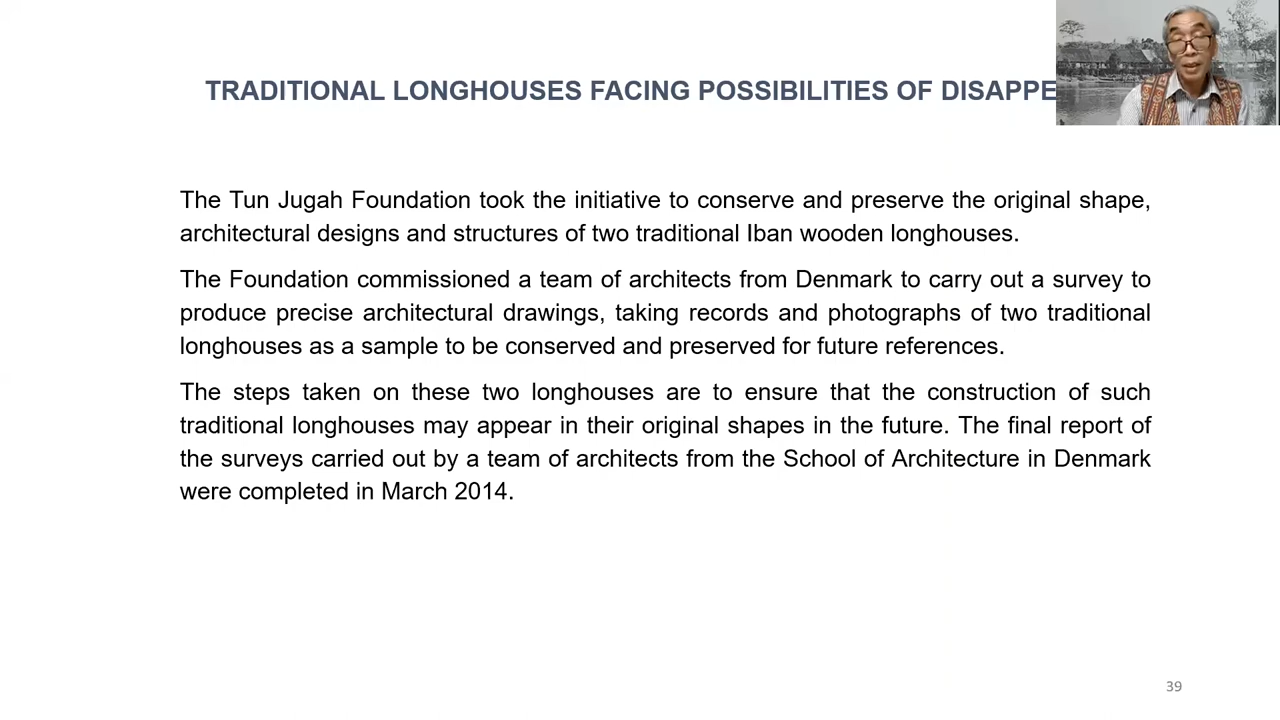 TRADITIONAL LONGHOUSES FACING POSSIBILITIES OF DISAPPE
The Tun Jugah Foundation took the initiative to conserve and preserve the original shape,
architectural designs and structures of two traditional Iban wooden longhouses.
The Foundation commissioned a team of architects from Denmark to carry out a survey to
produce precise architectural drawings, taking records and photographs of two traditional
longhouses as a sample to be conserved and preserved for future references.
The steps taken on these two longhouses are to ensure that the construction of such
traditional longhouses may appear in their original shapes in the future. The final report of
the surveys carried out by a team of architects from the School of Architecture in Denmark
were completed in March 2014.
39